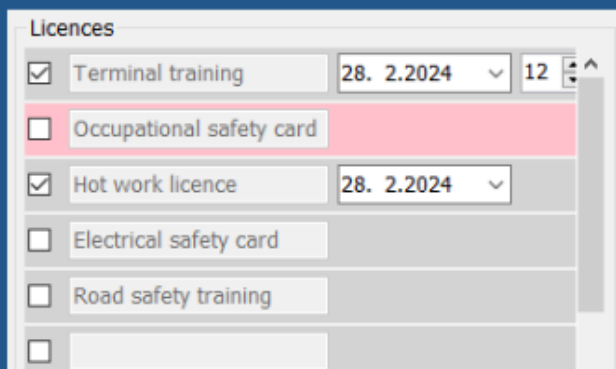 Licences
Terminal training 28. 2.2024 12
Occupational safety card
Hot work licence 28. 2.2024
Electrical safety card
Road safety training